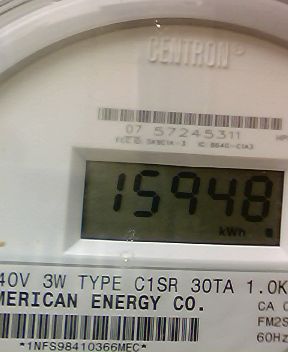 CENTRON®
07 57245311
15948
kWh
40V 3W TYPE C1SR 30TA 1.0K
MERICAN ENERGY CO.
CA
FM2S
60Hz
*1NFS98410366MEC*